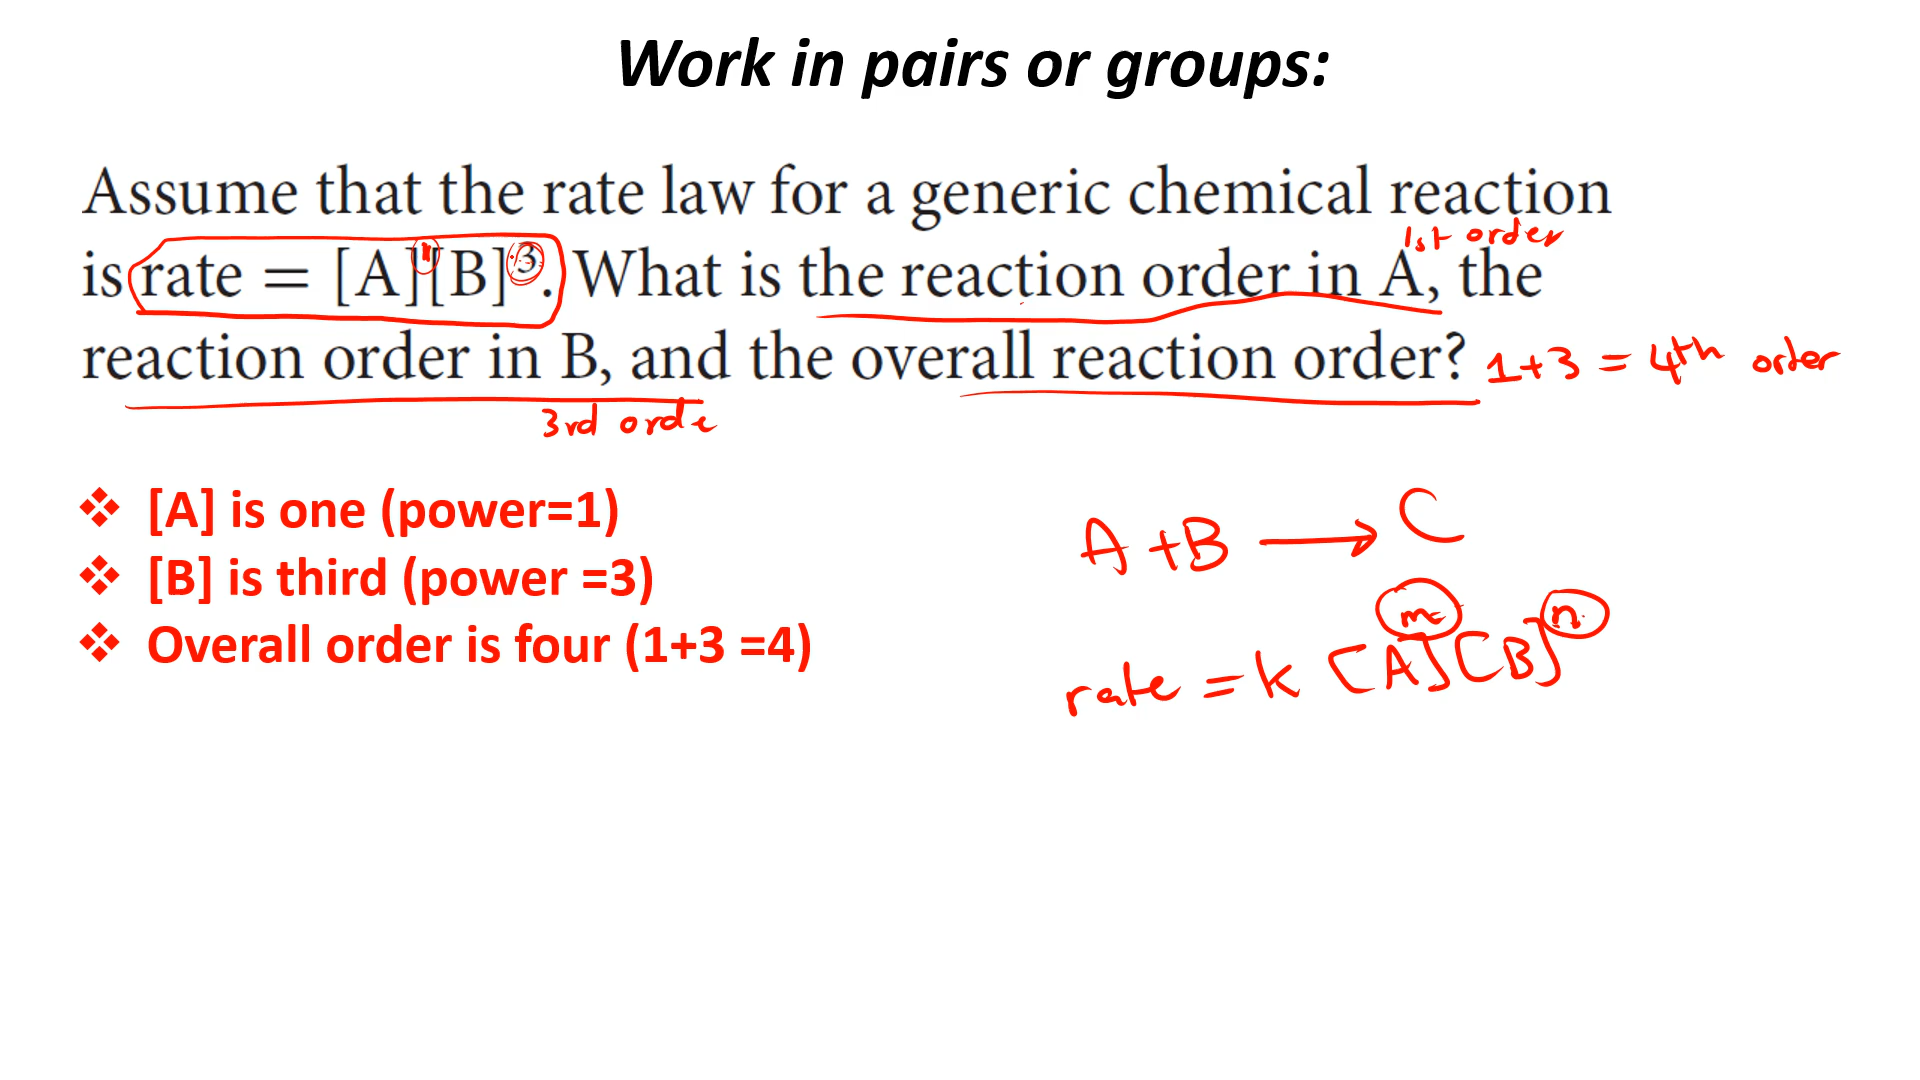 Work in pairs or groups:
Assume that the rate law for a generic chemical reaction
1st order
is rate = [A]¹[B]³. What is the reaction order in A, the
reaction order in B, and the overall reaction order? 1+3 = 4th order
3rd orde
❖ [A] is one (power=1)
❖ [B] is third (power =3)
❖ Overall order is four (1+3 =4)
A +B ⟶ C
rate = k [A]ᵐ[B]ⁿ